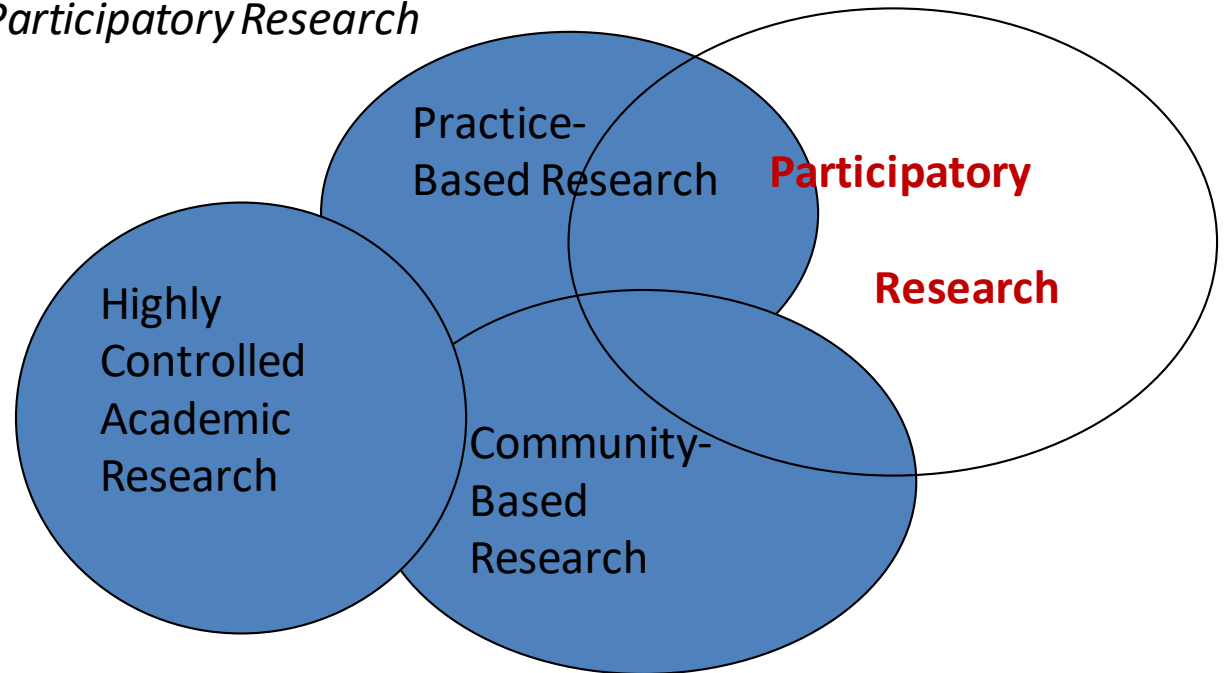 Participatory Research
Practice-
Based Research
Participatory
Research
Highly
Controlled
Academic
Research
Community-
Based
Research